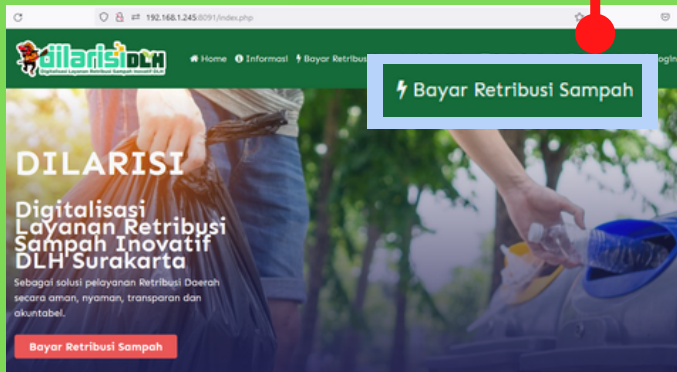 192.168.1.245:8091/index.php
dilarisi DLH
Digitalisasi Layanan Retribusi Sampah Inovatif DLH
Home Informasi Bayar Retribus
Bayar Retribusi Sampah
DILARISI
Digitalisasi
Layanan Retribusi
Sampah Inovatif
DLH Surakarta
Sebagai solusi pelayanan Retribusi Daerah
secara aman, nyaman, transparan dan
akuntabel.
Bayar Retribusi Sampah